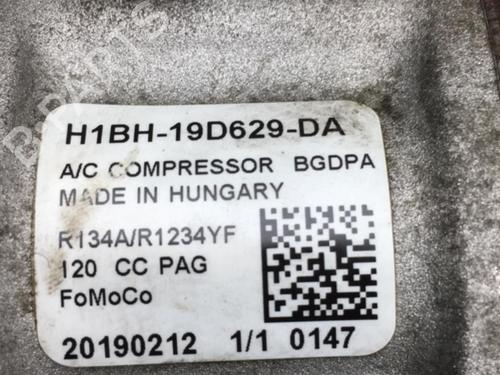 H1BH-19D629-DA
A/C COMPRESSOR BGDPA
MADE IN HUNGARY
R134A/R1234YF
120 CC PAG
FoMoCo
20190212 1/1 0147